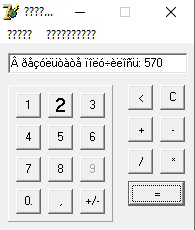 ????...
????? ??????????
Â ðåçóëüòàòå ïîëó÷èëîñü: 570
1 2 3 < C
4 5 6 + -
7 8 9 / *
0. , +/- =